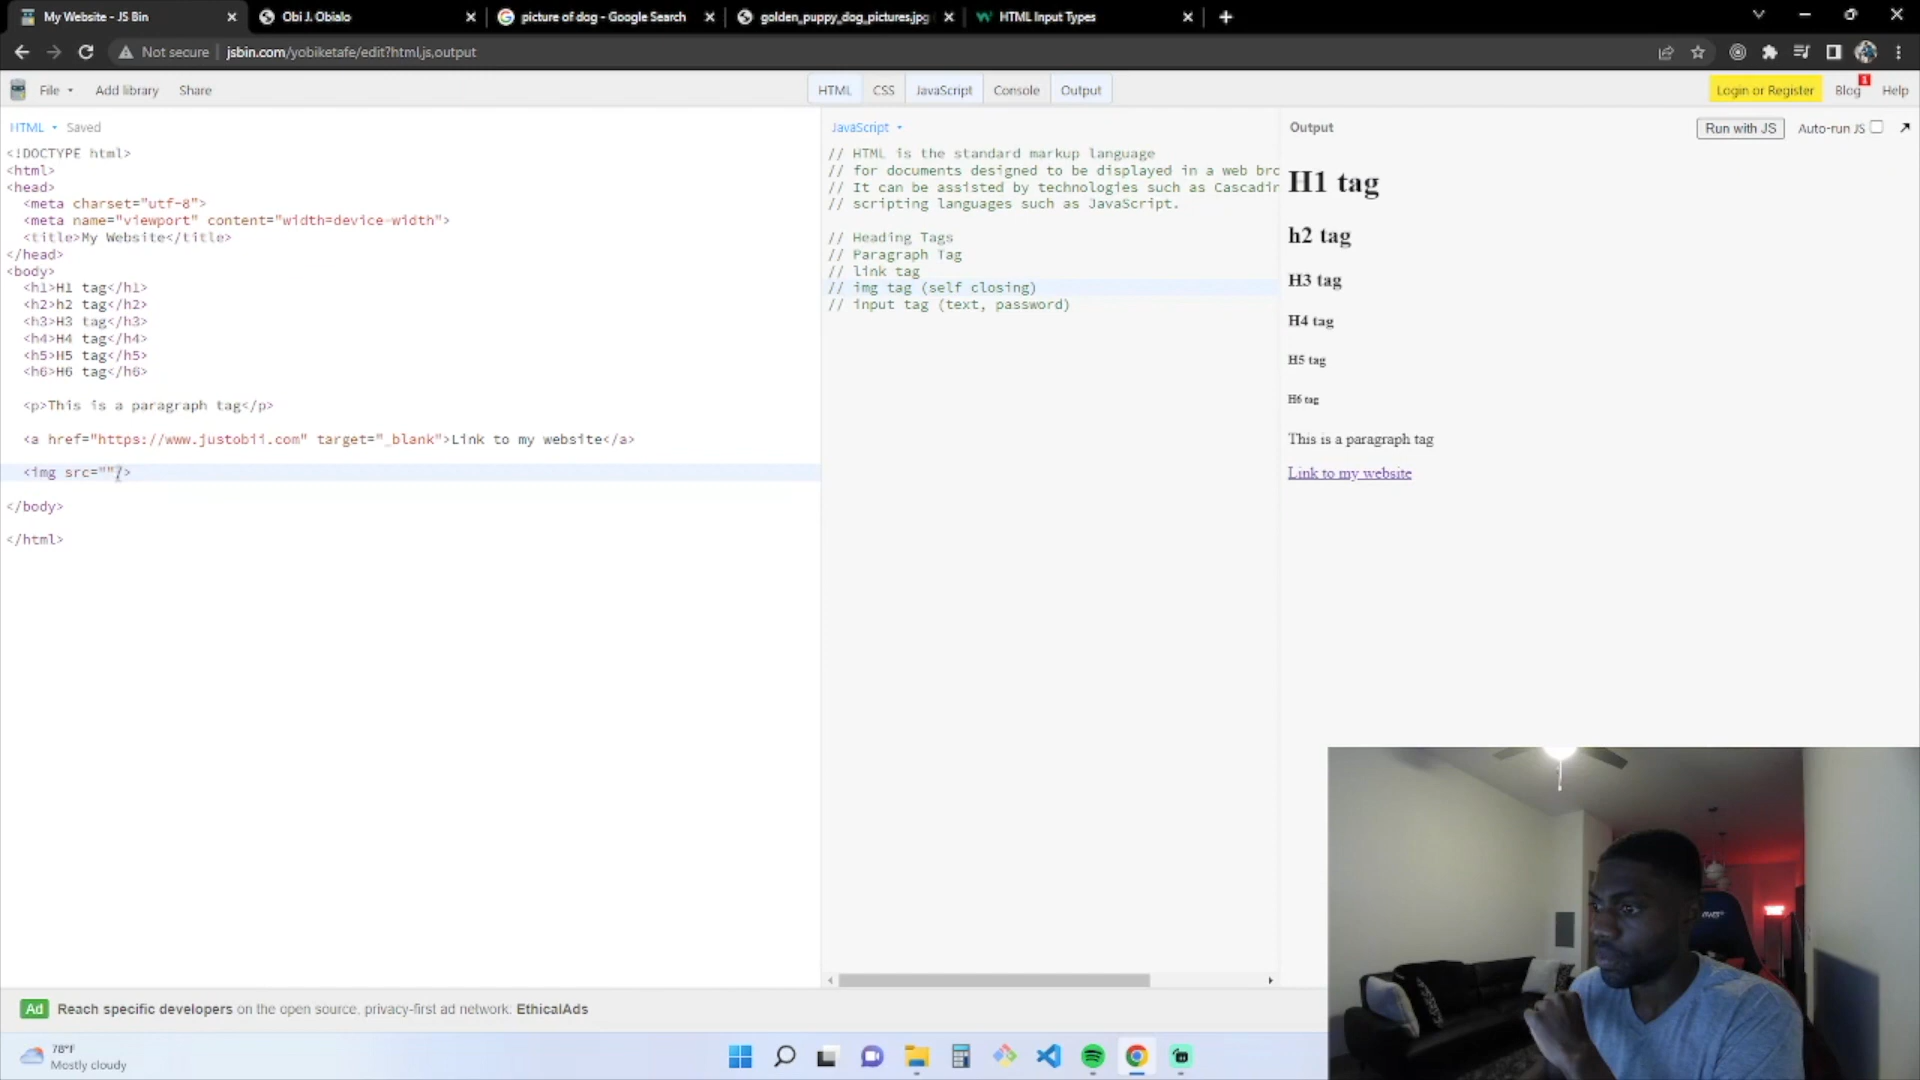 My Website - JS Bin
Obi J. Obialo
picture of dog - Google Search
golden_puppy_dog_pictures.jpg
HTML Input Types
Not secure
jsbin.com/yobiketafe/edit?html,js,output
File
Add library
Share
HTML
CSS
JavaScript
Console
Output
Login or Register
Blog
1
Help
HTML
Saved
<!DOCTYPE html>
<html>
<head>
<meta charset="utf-8">
<meta name="viewport" content="width=device-width">
<title>My Website</title>
</head>
<body>
<h1>H1 tag</h1>
<h2>h2 tag</h2>
<h3>H3 tag</h3>
<h4>H4 tag</h4>
<h5>H5 tag</h5>
<h6>H6 tag</h6>
<p>This is a paragraph tag</p>
<a href="https://www.justobii.com" target="_blank">Link to my website</a>
<img src=""/>
</body>
</html>
JavaScript
// HTML is the standard markup language
// for documents designed to be displayed in a web brc
// It can be assisted by technologies such as Cascadir
// scripting languages such as JavaScript.
// Heading Tags
// Paragraph Tag
// link tag
// img tag (self closing)
// input tag (text, password)
Output
Run with JS
Auto-run JS
H1 tag
h2 tag
H3 tag
H4 tag
H5 tag
H6 tag
This is a paragraph tag
Link to my website
Ad
Reach specific developers on the open source, privacy-first ad network: EthicalAds
78°F
Mostly cloudy